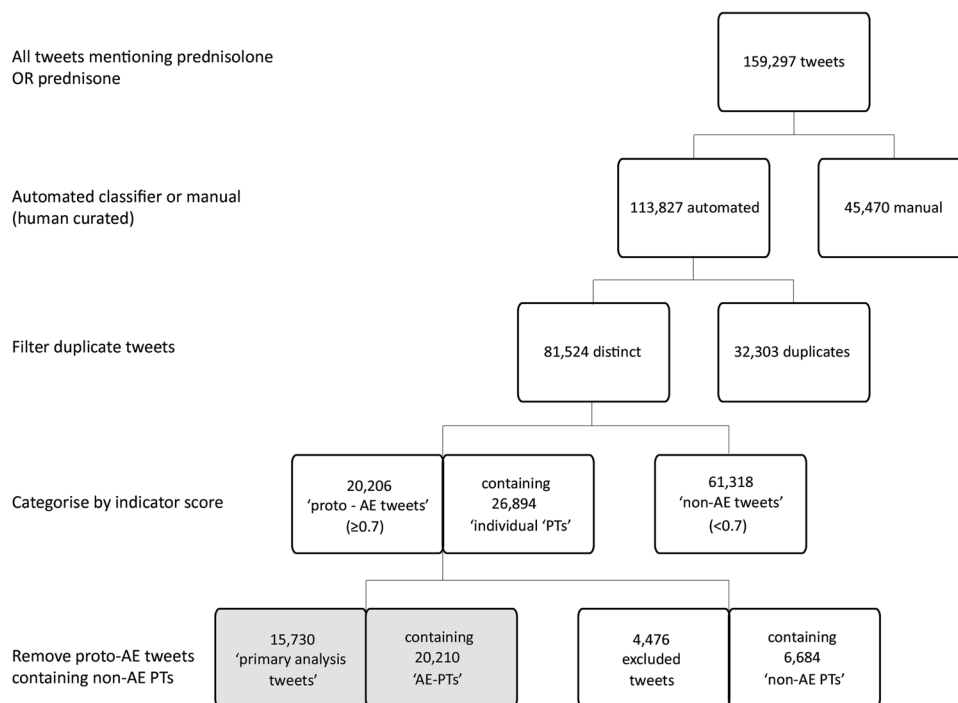 All tweets mentioning prednisolone
OR prednisone
159,297 tweets
Automated classifier or manual
(human curated)
113,827 automated
45,470 manual
Filter duplicate tweets
81,524 distinct
32,303 duplicates
Categorise by indicator score
20,206
‘proto - AE tweets’
(≥0.7)
containing
26,894
‘individual ‘PTs’
61,318
‘non-AE tweets’
(<0.7)
Remove proto-AE tweets
containing non-AE PTs
15,730
‘primary analysis
tweets’
containing
20,210
‘AE-PTs’
4,476
excluded
tweets
containing
6,684
‘non-AE PTs’